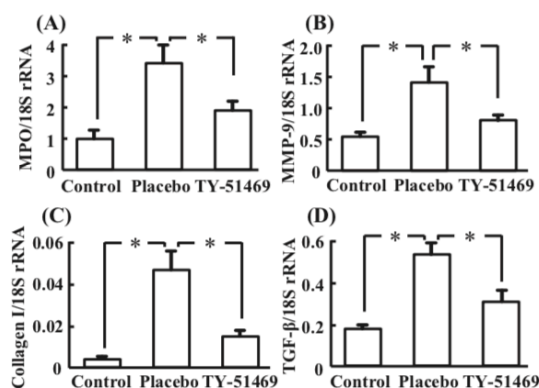 (A)
MPO/18S rRNA
4
3
2
1
* *
Control Placebo TY-51469
(B)
MMP-9/18S rRNA
2.0
1.5
1.0
0.5
0
* *
Control Placebo TY-51469
(C)
Collagen I/18S rRNA
0.06
0.04
0.02
0
* *
Control Placebo TY-51469
(D)
TGF-β/18S rRNA
0.6
0.4
0.2
0
* *
Control Placebo TY-51469